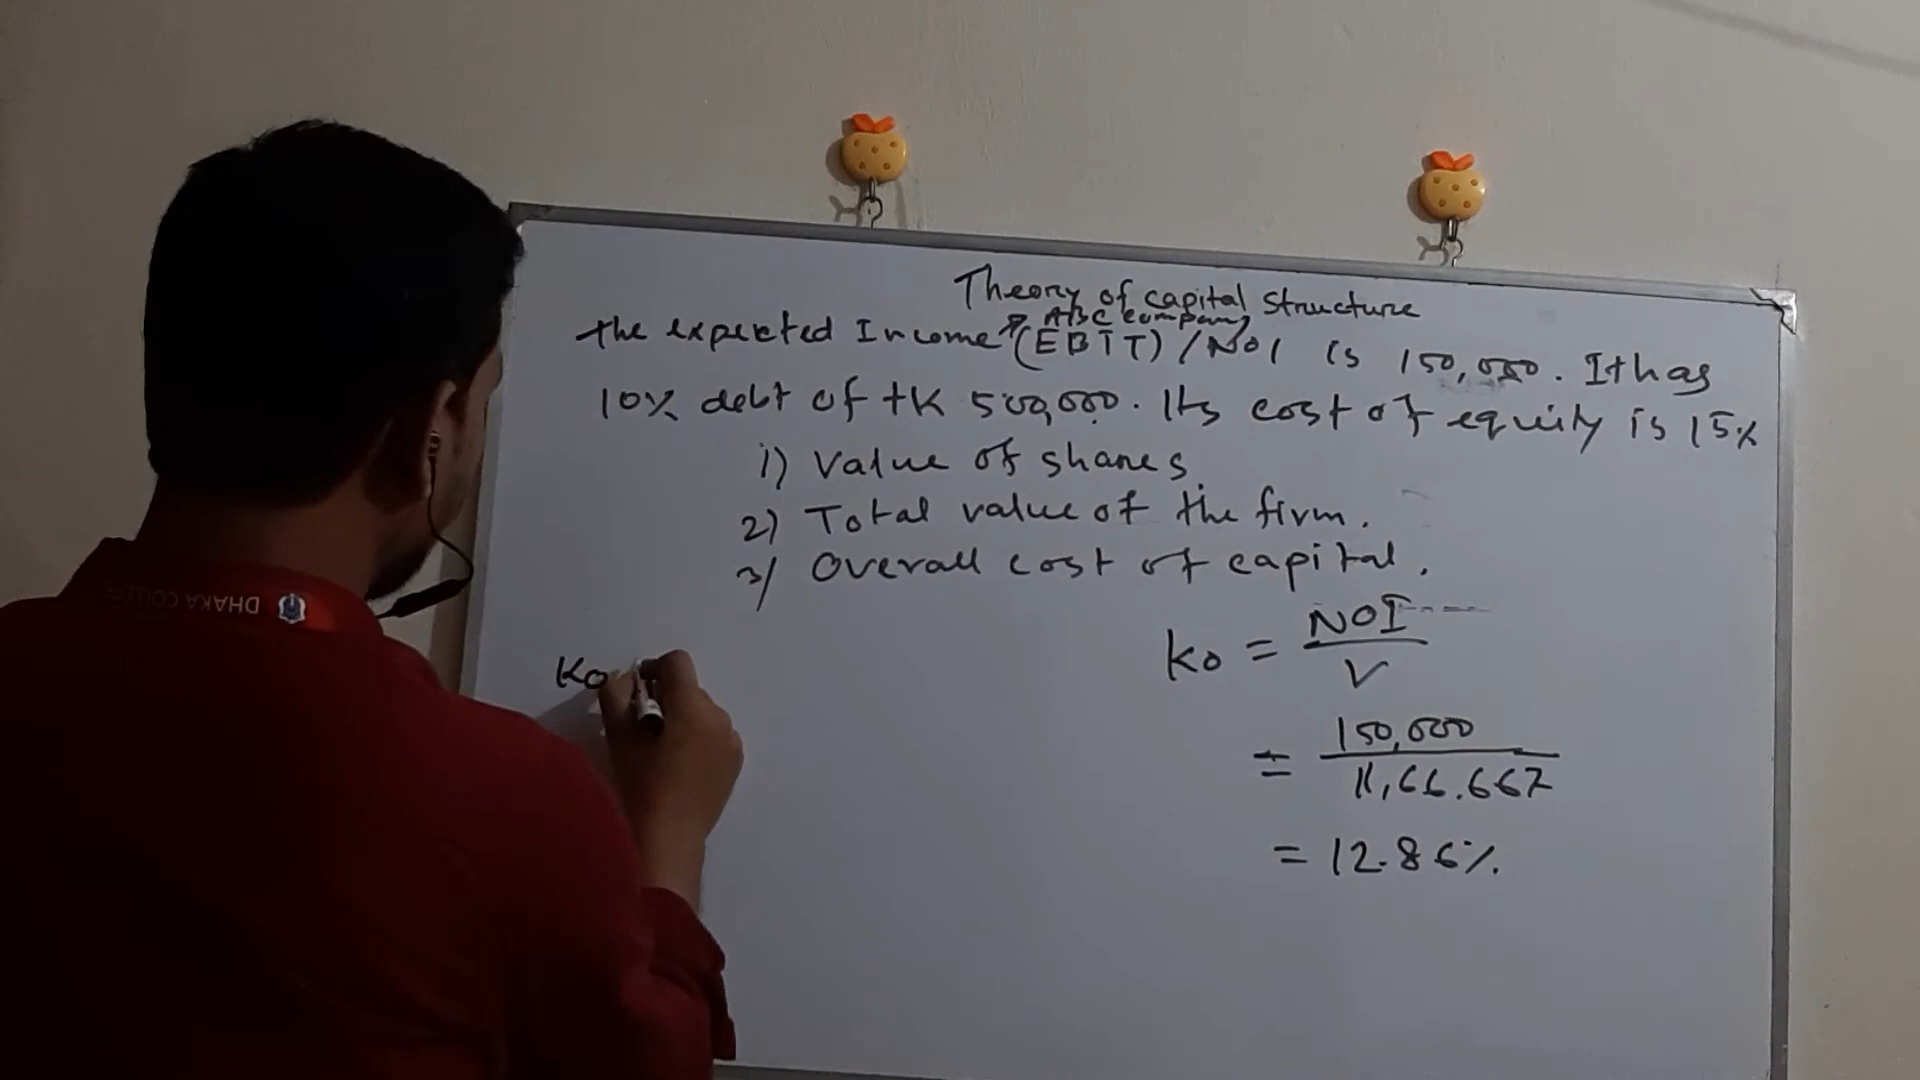 Theory of capital structure
ABC company
the expected Income (EBIT) / NOI is 150,000. It has
10% debt of tk 500,000. Its cost of equity is 15%
1) Value of shares
2) Total value of the firm.
3) Overall cost of capital.
Ko = NOI
V
= 150,000
11,66.667
= 12.86%.
Ko
DHAKA COLLEGE